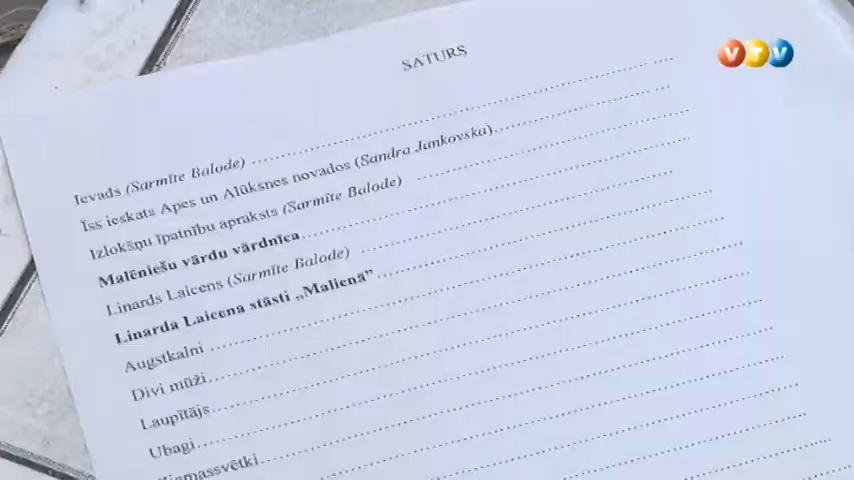 SATURS
VTV
Ievads (Sarmīte Balode)
Īss ieskats Apes un Alūksnes novados (Sandra Jankovska)
Izlokšņu īpatnību apraksts (Sarmīte Balode)
Malēniešu vārdu vārdnīca
Linards Laicens (Sarmīte Balode)
Linarda Laicena stāsti „Malienā”
Augstkalni
Divi mūži
Laupītājs
Ubagi
Ziemassvētki